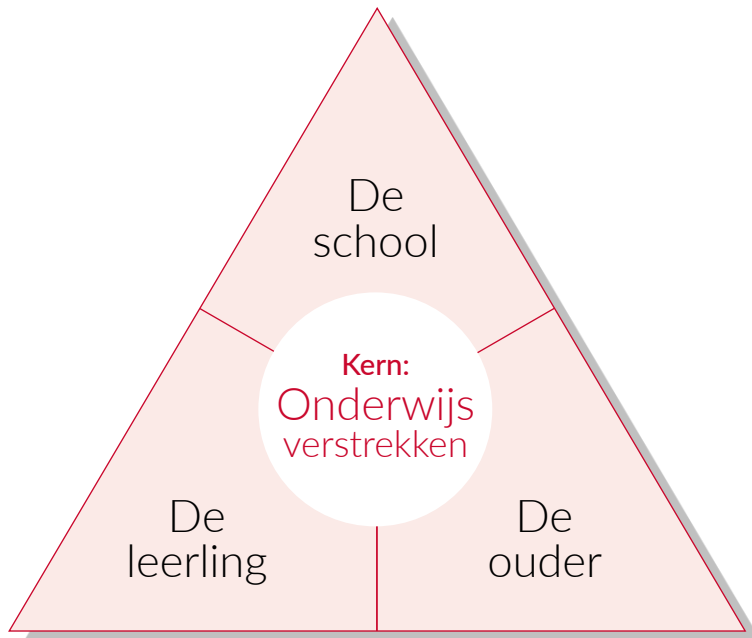 De
school
Kern:
Onderwijs
verstrekken
De
leerling
De
ouder